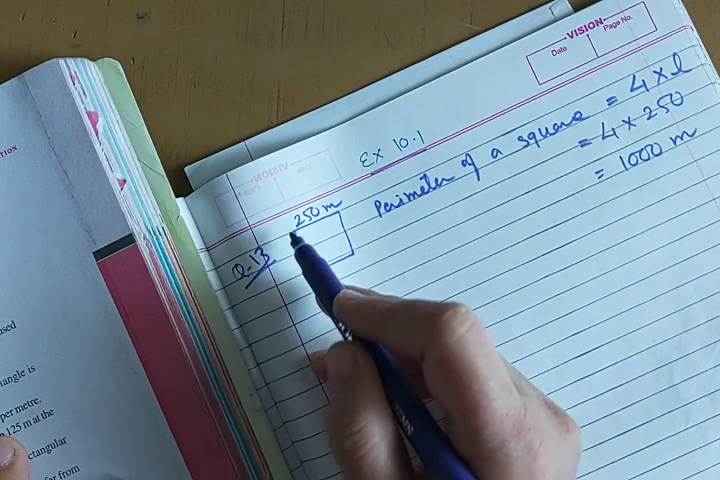 VISION
Date
Page No.
Ex 10.1
Perimeter of a square = 4 x l
= 4 x 250
= 1000 m
250 m
Q-13
TION
sed
angle is
per metre.
125 m at the
ctangular
from